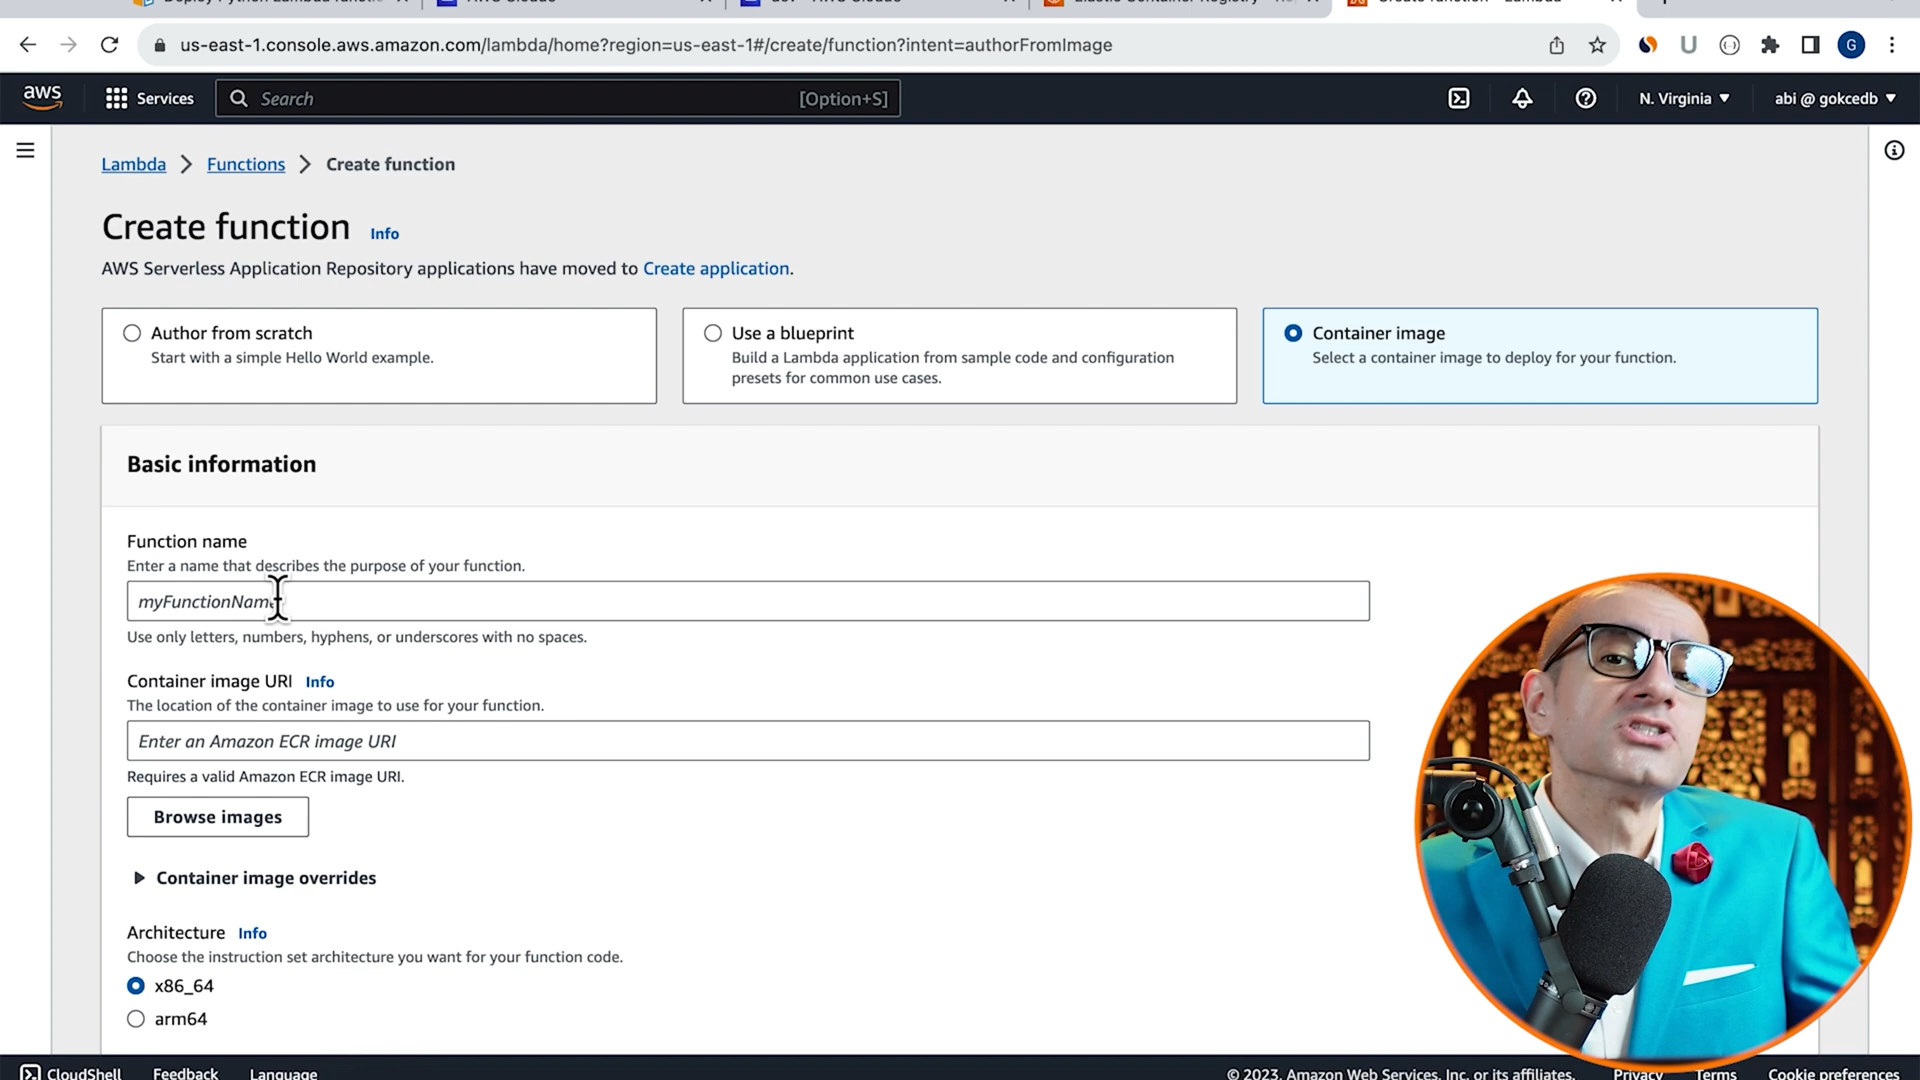 us-east-1.console.aws.amazon.com/lambda/home?region=us-east-1#/create/function?intent=authorFromImage
G
aws
Services
Search
[Option+S]
N. Virginia
abi @ gokcedb
Lambda
Functions
Create function
Create function
Info
AWS Serverless Application Repository applications have moved to Create application.
Author from scratch
Start with a simple Hello World example.
Use a blueprint
Build a Lambda application from sample code and configuration
presets for common use cases.
Container image
Select a container image to deploy for your function.
Basic information
Function name
Enter a name that describes the purpose of your function.
myFunctionName
Use only letters, numbers, hyphens, or underscores with no spaces.
Container image URI Info
The location of the container image to use for your function.
Enter an Amazon ECR image URI
Requires a valid Amazon ECR image URI.
Browse images
Container image overrides
Architecture Info
Choose the instruction set architecture you want for your function code.
x86_64
arm64
CloudShell
Feedback
Language
© 2023, Amazon Web Services, Inc. or its affiliates.
Privacy
Terms
Cookie preferences